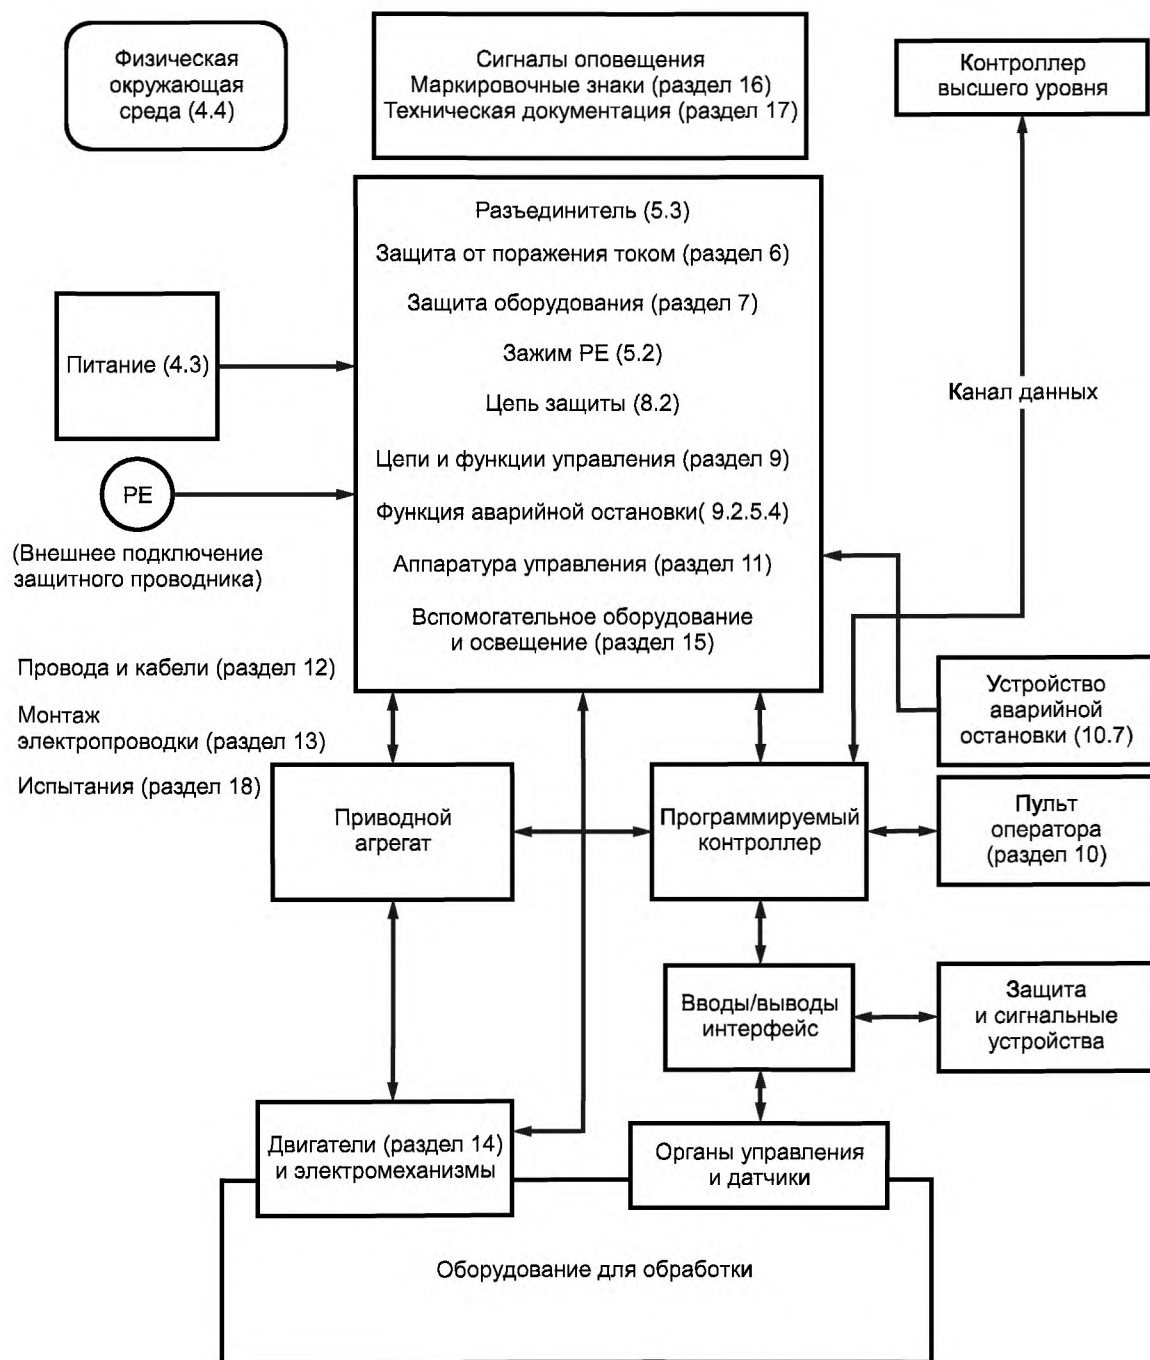 Физическая
окружающая
среда (4.4)
Сигналы оповещения
Маркировочные знаки (раздел 16)
Техническая документация (раздел 17)
Контроллер
высшего уровня
Разъединитель (5.3)
Защита от поражения током (раздел 6)
Защита оборудования (раздел 7)
Зажим PE (5.2)
Цепь защиты (8.2)
Цепи и функции управления (раздел 9)
Функция аварийной остановки( 9.2.5.4)
Аппаратура управления (раздел 11)
Вспомогательное оборудование
и освещение (раздел 15)
Питание (4.3)
PE
(Внешнее подключение
защитного проводника)
Канал данных
Провода и кабели (раздел 12)
Монтаж
электропроводки (раздел 13)
Испытания (раздел 18)
Устройство
аварийной
остановки (10.7)
Приводной
агрегат
Программируемый
контроллер
Пульт
оператора
(раздел 10)
Вводы/выводы
интерфейс
Защита
и сигнальные
устройства
Двигатели (раздел 14)
и электромеханизмы
Органы управления
и датчики
Оборудование для обработки